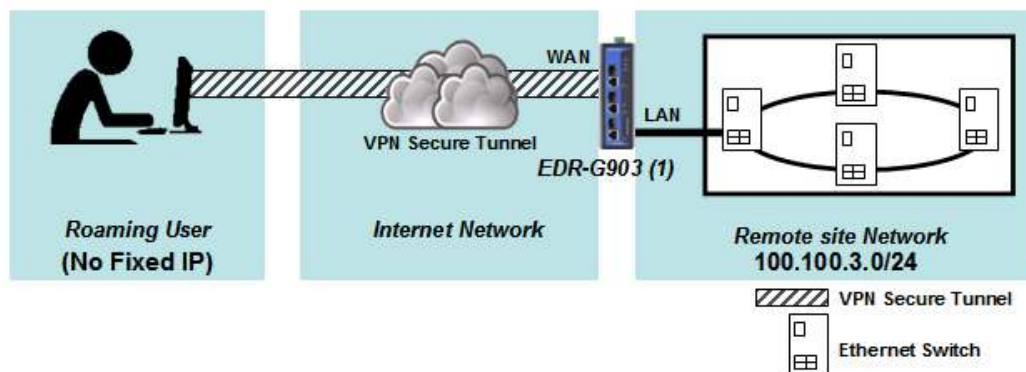 WAN
LAN
VPN Secure Tunnel
EDR-G903 (1)
Roaming User
(No Fixed IP)
Internet Network
Remote site Network
100.100.3.0/24
VPN Secure Tunnel
Ethernet Switch